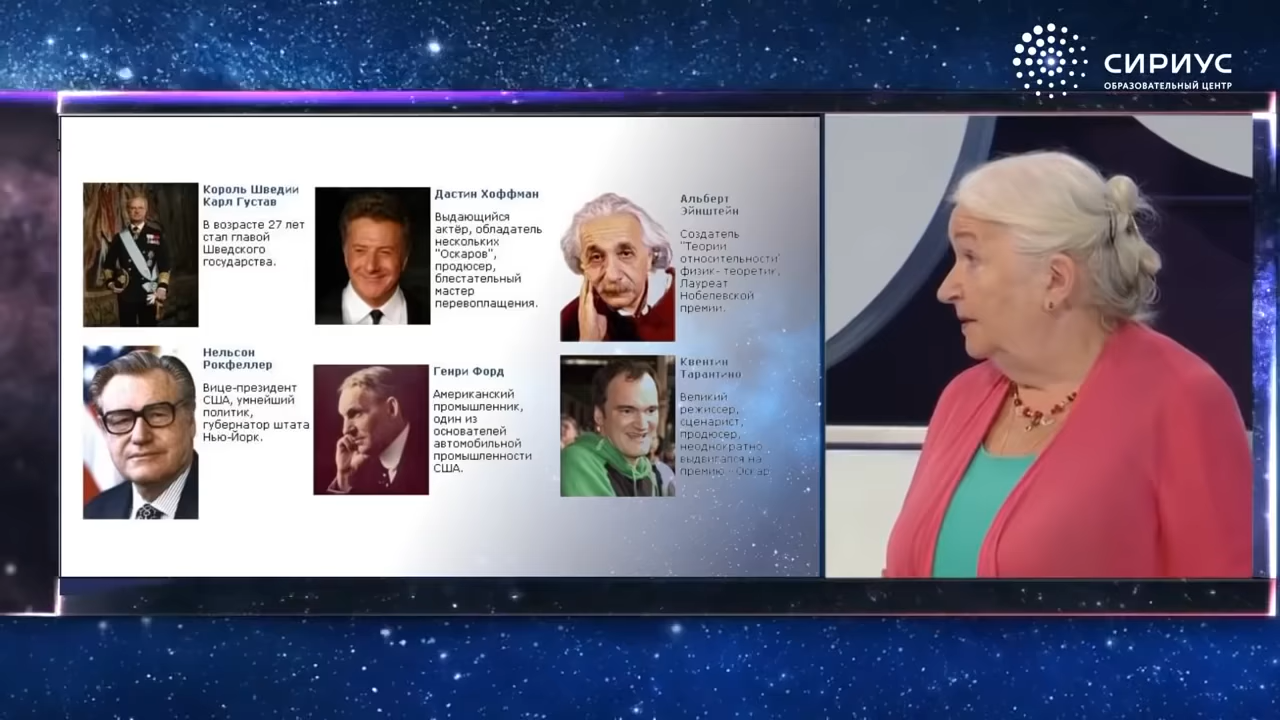 СИРИУС
ОБРАЗОВАТЕЛЬНЫЙ ЦЕНТР
Король Швеции
Карл Густав
В возрасте 27 лет
стал главой
Шведского
государства.
Дастин Хоффман
Выдающийся
актёр, обладатель
нескольких
"Оскаров",
продюсер,
блестательный
мастер
перевоплащения.
Альберт
Эйнштейн
Создатель
"Теории
относительности"
физик- теоретик,
Лауреат
Нобелевской
премии.
Нельсон
Рокфеллер
Вице-президент
США, умнейший
политик,
губернатор штата
Нью-Йорк.
Генри Форд
Американский
промышленник,
один из
основателей
автомобильной
промышленности
США.
Квентин
Тарантино
Великий
режиссер,
сценарист,
продюсер,
неоднократно
выдвигался на
премию Оскар